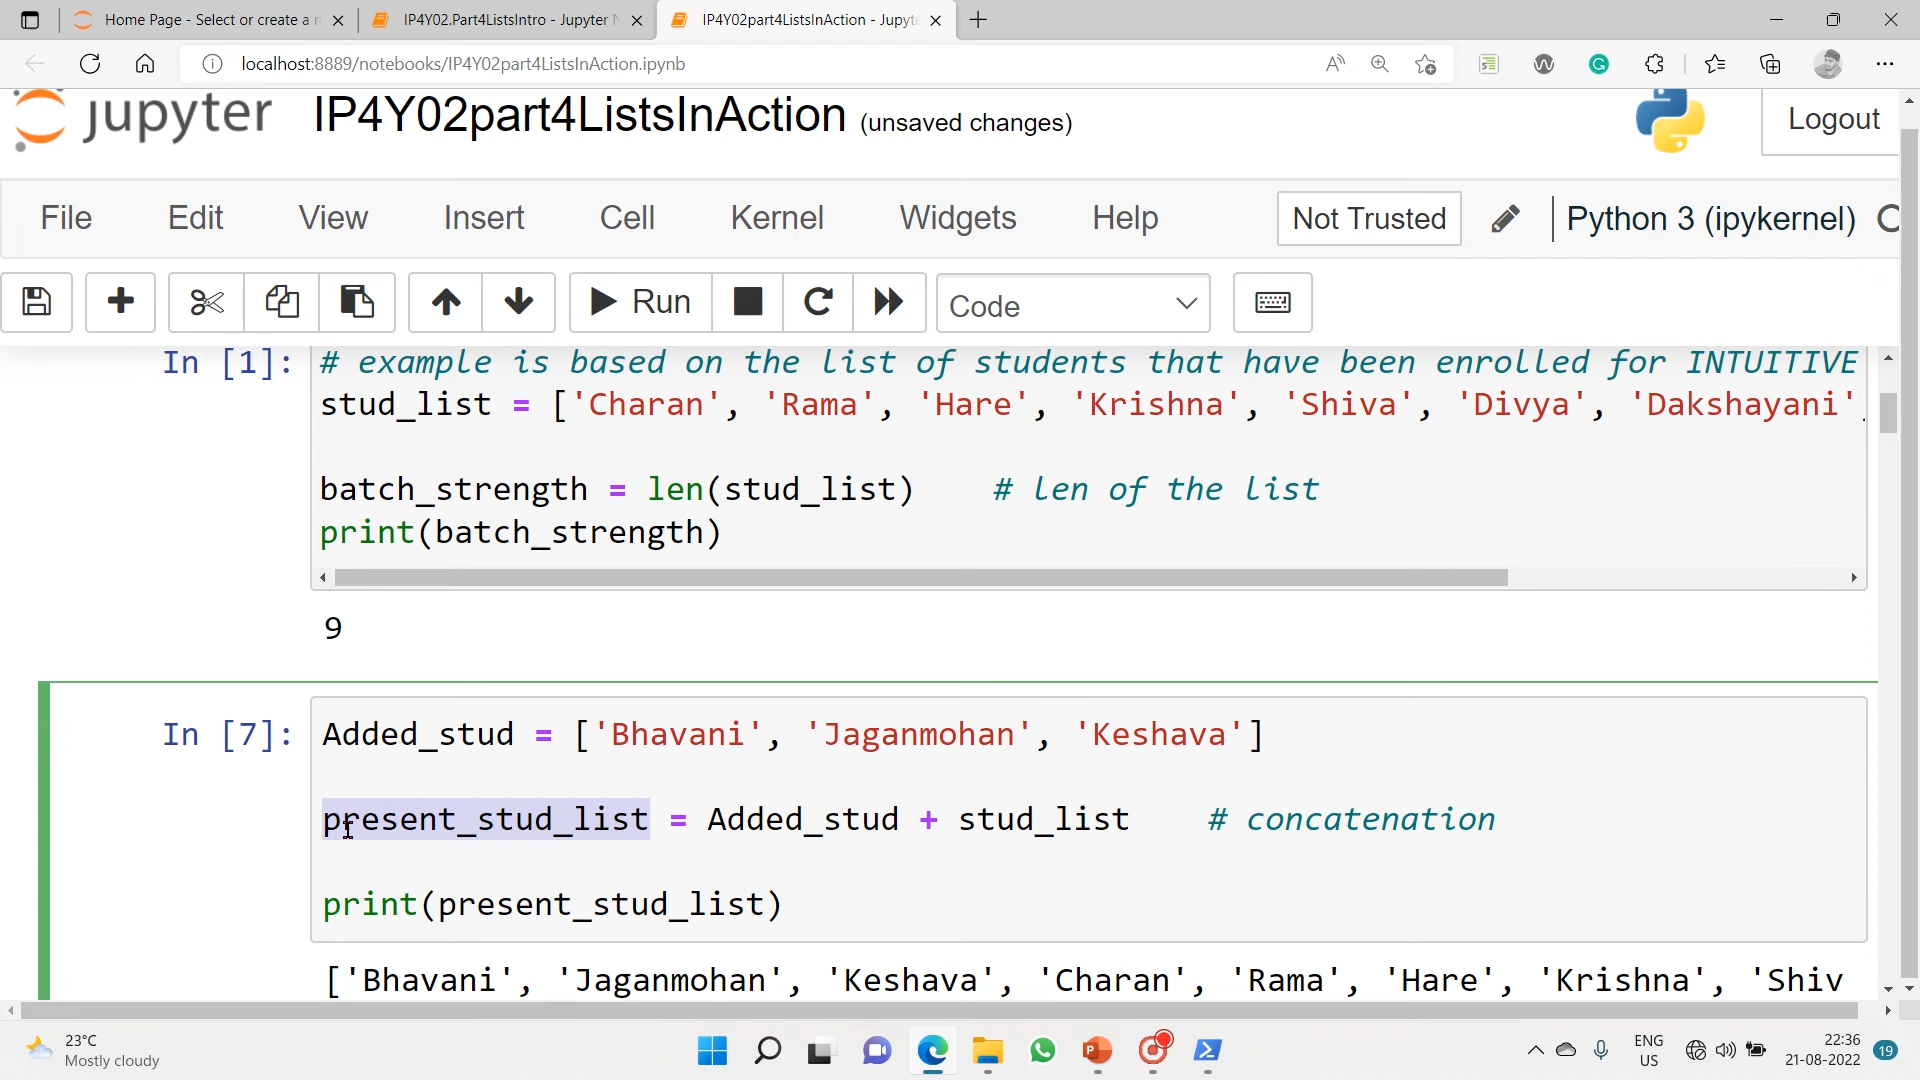 Home Page - Select or create a n
IP4Y02.Part4ListsIntro - Jupyter N
IP4Y02part4ListsInAction - Jupyte
localhost:8889/notebooks/IP4Y02part4ListsInAction.ipynb
jupyter IP4Y02part4ListsInAction (unsaved changes)
Logout
File Edit View Insert Cell Kernel Widgets Help Not Trusted Python 3 (ipykernel)
Run Code
In [1]: # example is based on the list of students that have been enrolled for INTUITIVE
stud_list = ['Charan', 'Rama', 'Hare', 'Krishna', 'Shiva', 'Divya', 'Dakshayani',
batch_strength = len(stud_list) # len of the list
print(batch_strength)
9
In [7]: Added_stud = ['Bhavani', 'Jaganmohan', 'Keshava']
present_stud_list = Added_stud + stud_list # concatenation
print(present_stud_list)
['Bhavani', 'Jaganmohan', 'Keshava', 'Charan', 'Rama', 'Hare', 'Krishna', 'Shiv
23°C
Mostly cloudy
ENG
US
22:36
21-08-2022
19